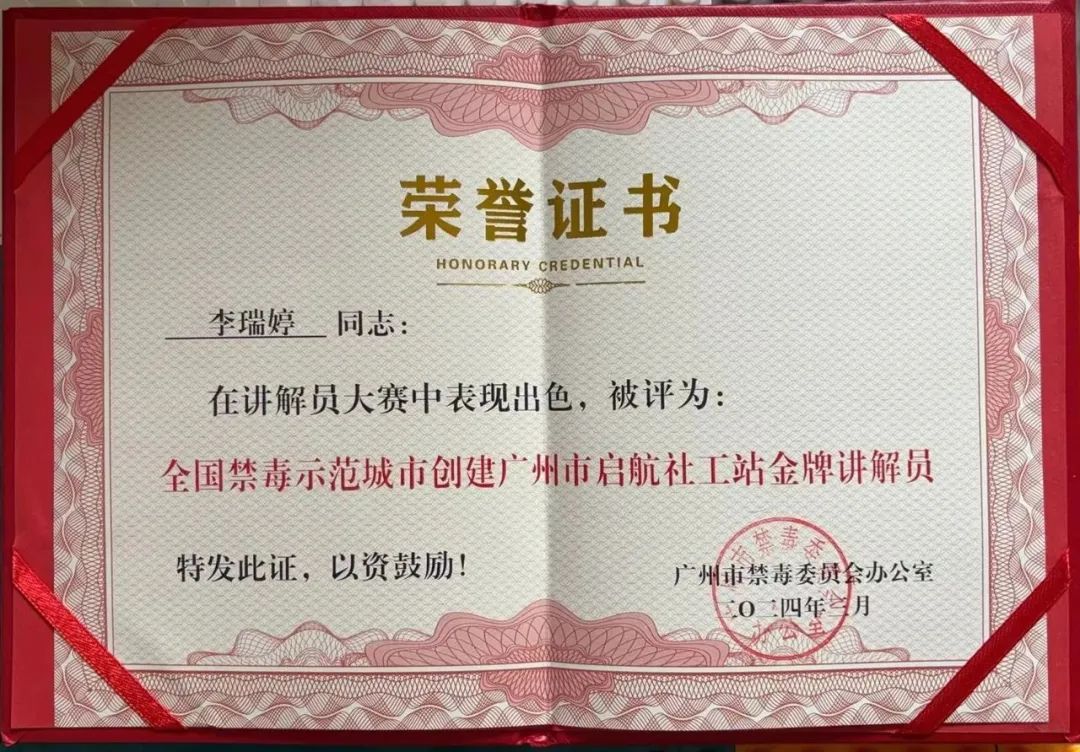 荣誉证书
HONORARY CREDENTIAL
李瑞婷 同志：
在讲解员大赛中表现出色，被评为：
全国禁毒示范城市创建广州市启航社工站金牌讲解员
特发此证，以资鼓励！
广州市禁毒委员会办公室
二〇二四年三月